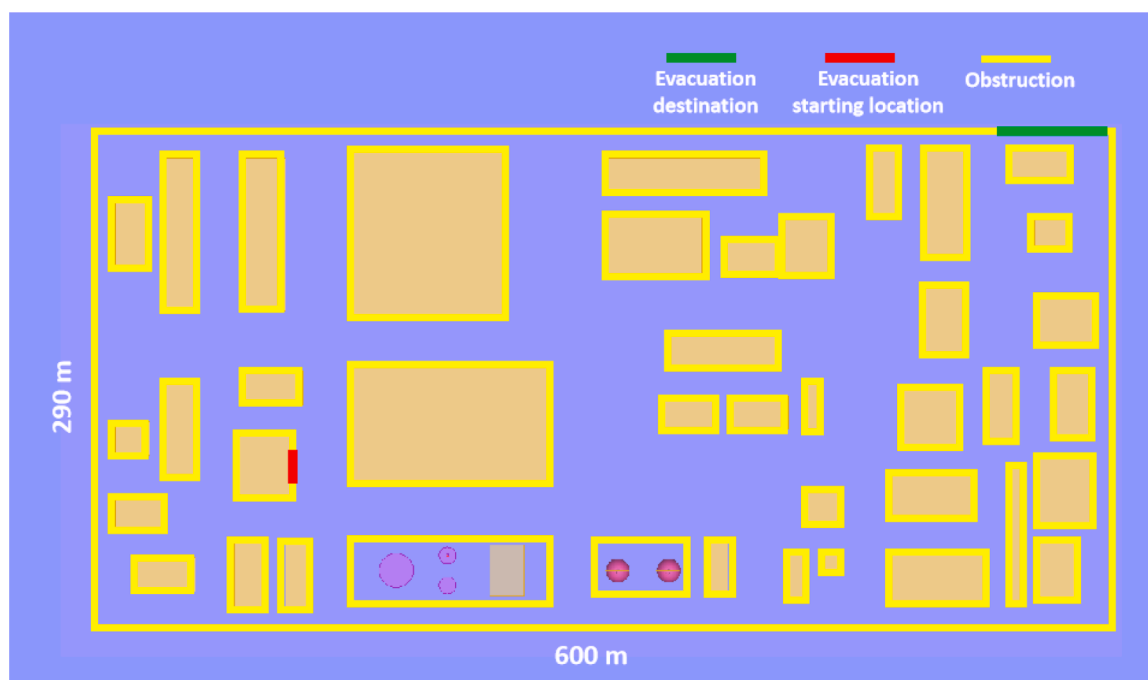 Evacuation
destination
Evacuation
starting location
Obstruction
290 m
600 m